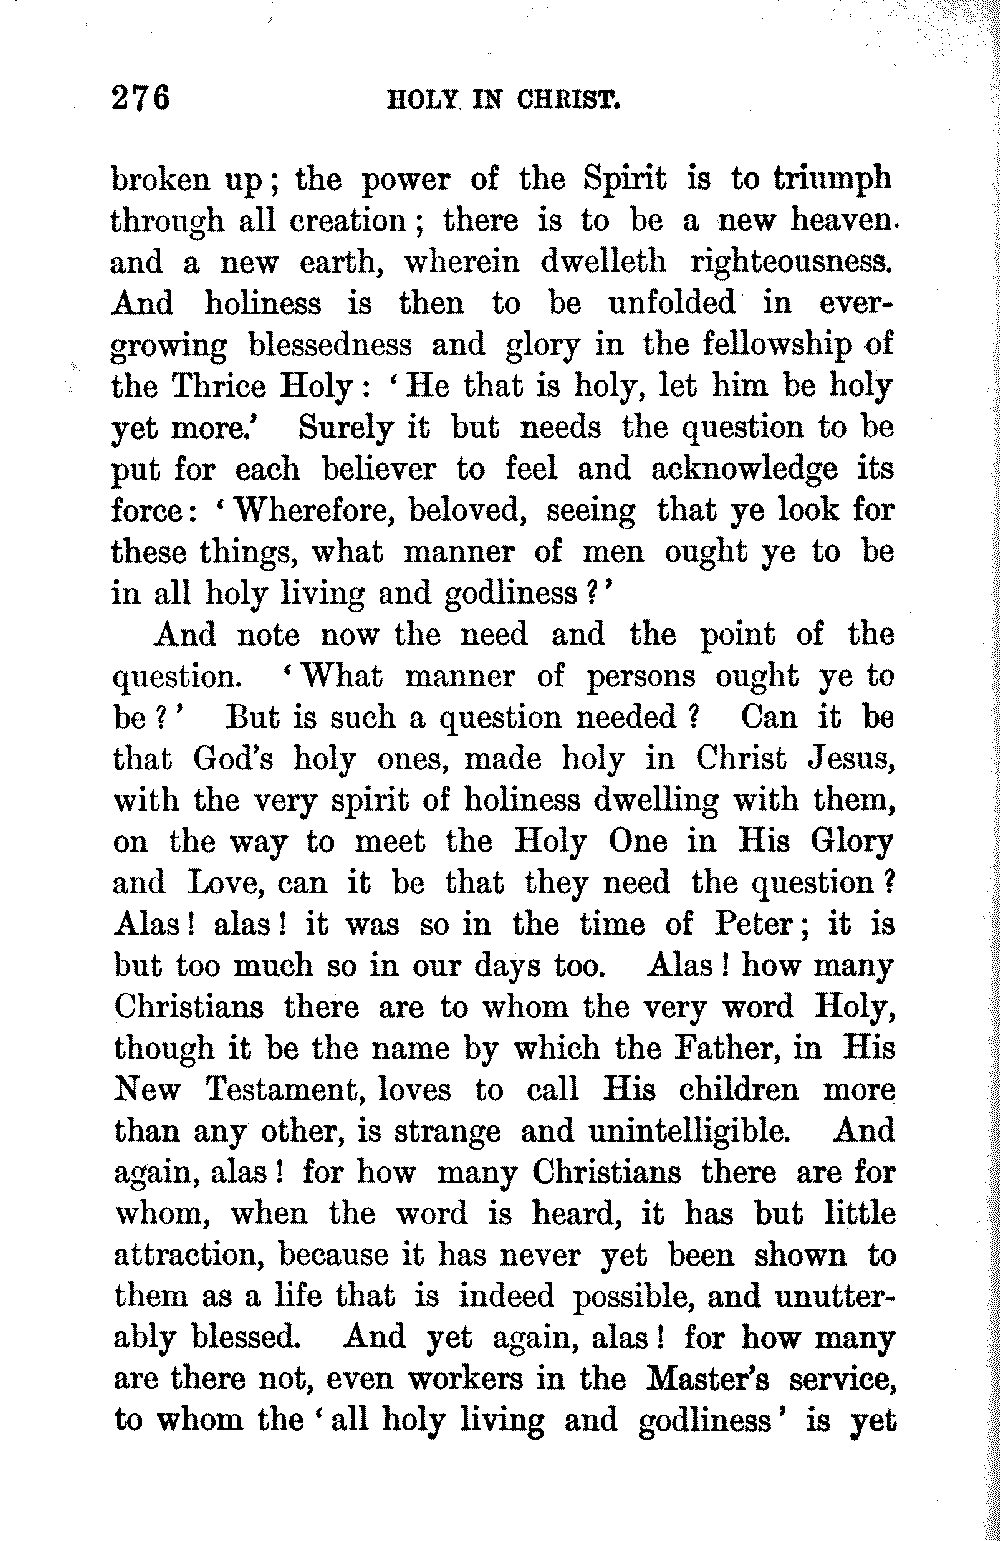 276 HOLY IN CHRIST.
broken up; the power of the Spirit is to triumph
through all creation; there is to be a new heaven.
and a new earth, wherein dwelleth righteousness.
And holiness is then to be unfolded in ever-
growing blessedness and glory in the fellowship of
the Thrice Holy: ‘He that is holy, let him be holy
yet more.’ Surely it but needs the question to be
put for each believer to feel and acknowledge its
force: ‘Wherefore, beloved, seeing that ye look for
these things, what manner of men ought ye to be
in all holy living and godliness?’
And note now the need and the point of the
question. ‘What manner of persons ought ye to
be?’ But is such a question needed? Can it be
that God's holy ones, made holy in Christ Jesus,
with the very spirit of holiness dwelling with them,
on the way to meet the Holy One in His Glory
and Love, can it be that they need the question?
Alas! alas! it was so in the time of Peter; it is
but too much so in our days too. Alas! how many
Christians there are to whom the very word Holy,
though it be the name by which the Father, in His
New Testament, loves to call His children more
than any other, is strange and unintelligible. And
again, alas! for how many Christians there are for
whom, when the word is heard, it has but little
attraction, because it has never yet been shown to
them as a life that is indeed possible, and unutter-
ably blessed. And yet again, alas! for how many
are there not, even workers in the Master's service,
to whom the ‘all holy living and godliness’ is yet